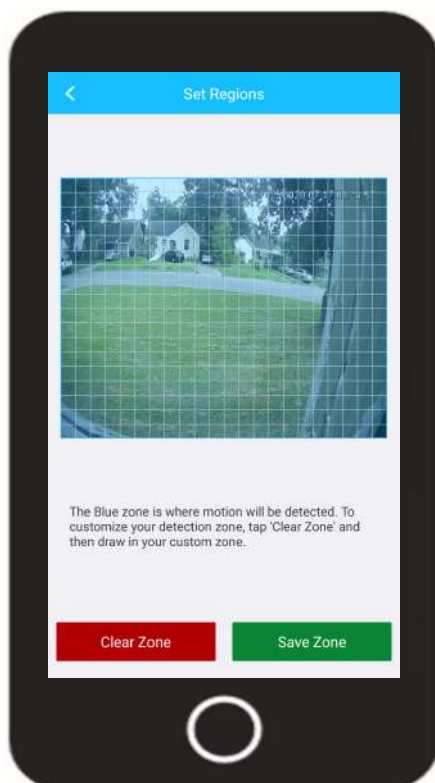 Set Regions
The Blue zone is where motion will be detected. To
customize your detection zone, tap 'Clear Zone' and
then draw in your custom zone.
Clear Zone
Save Zone